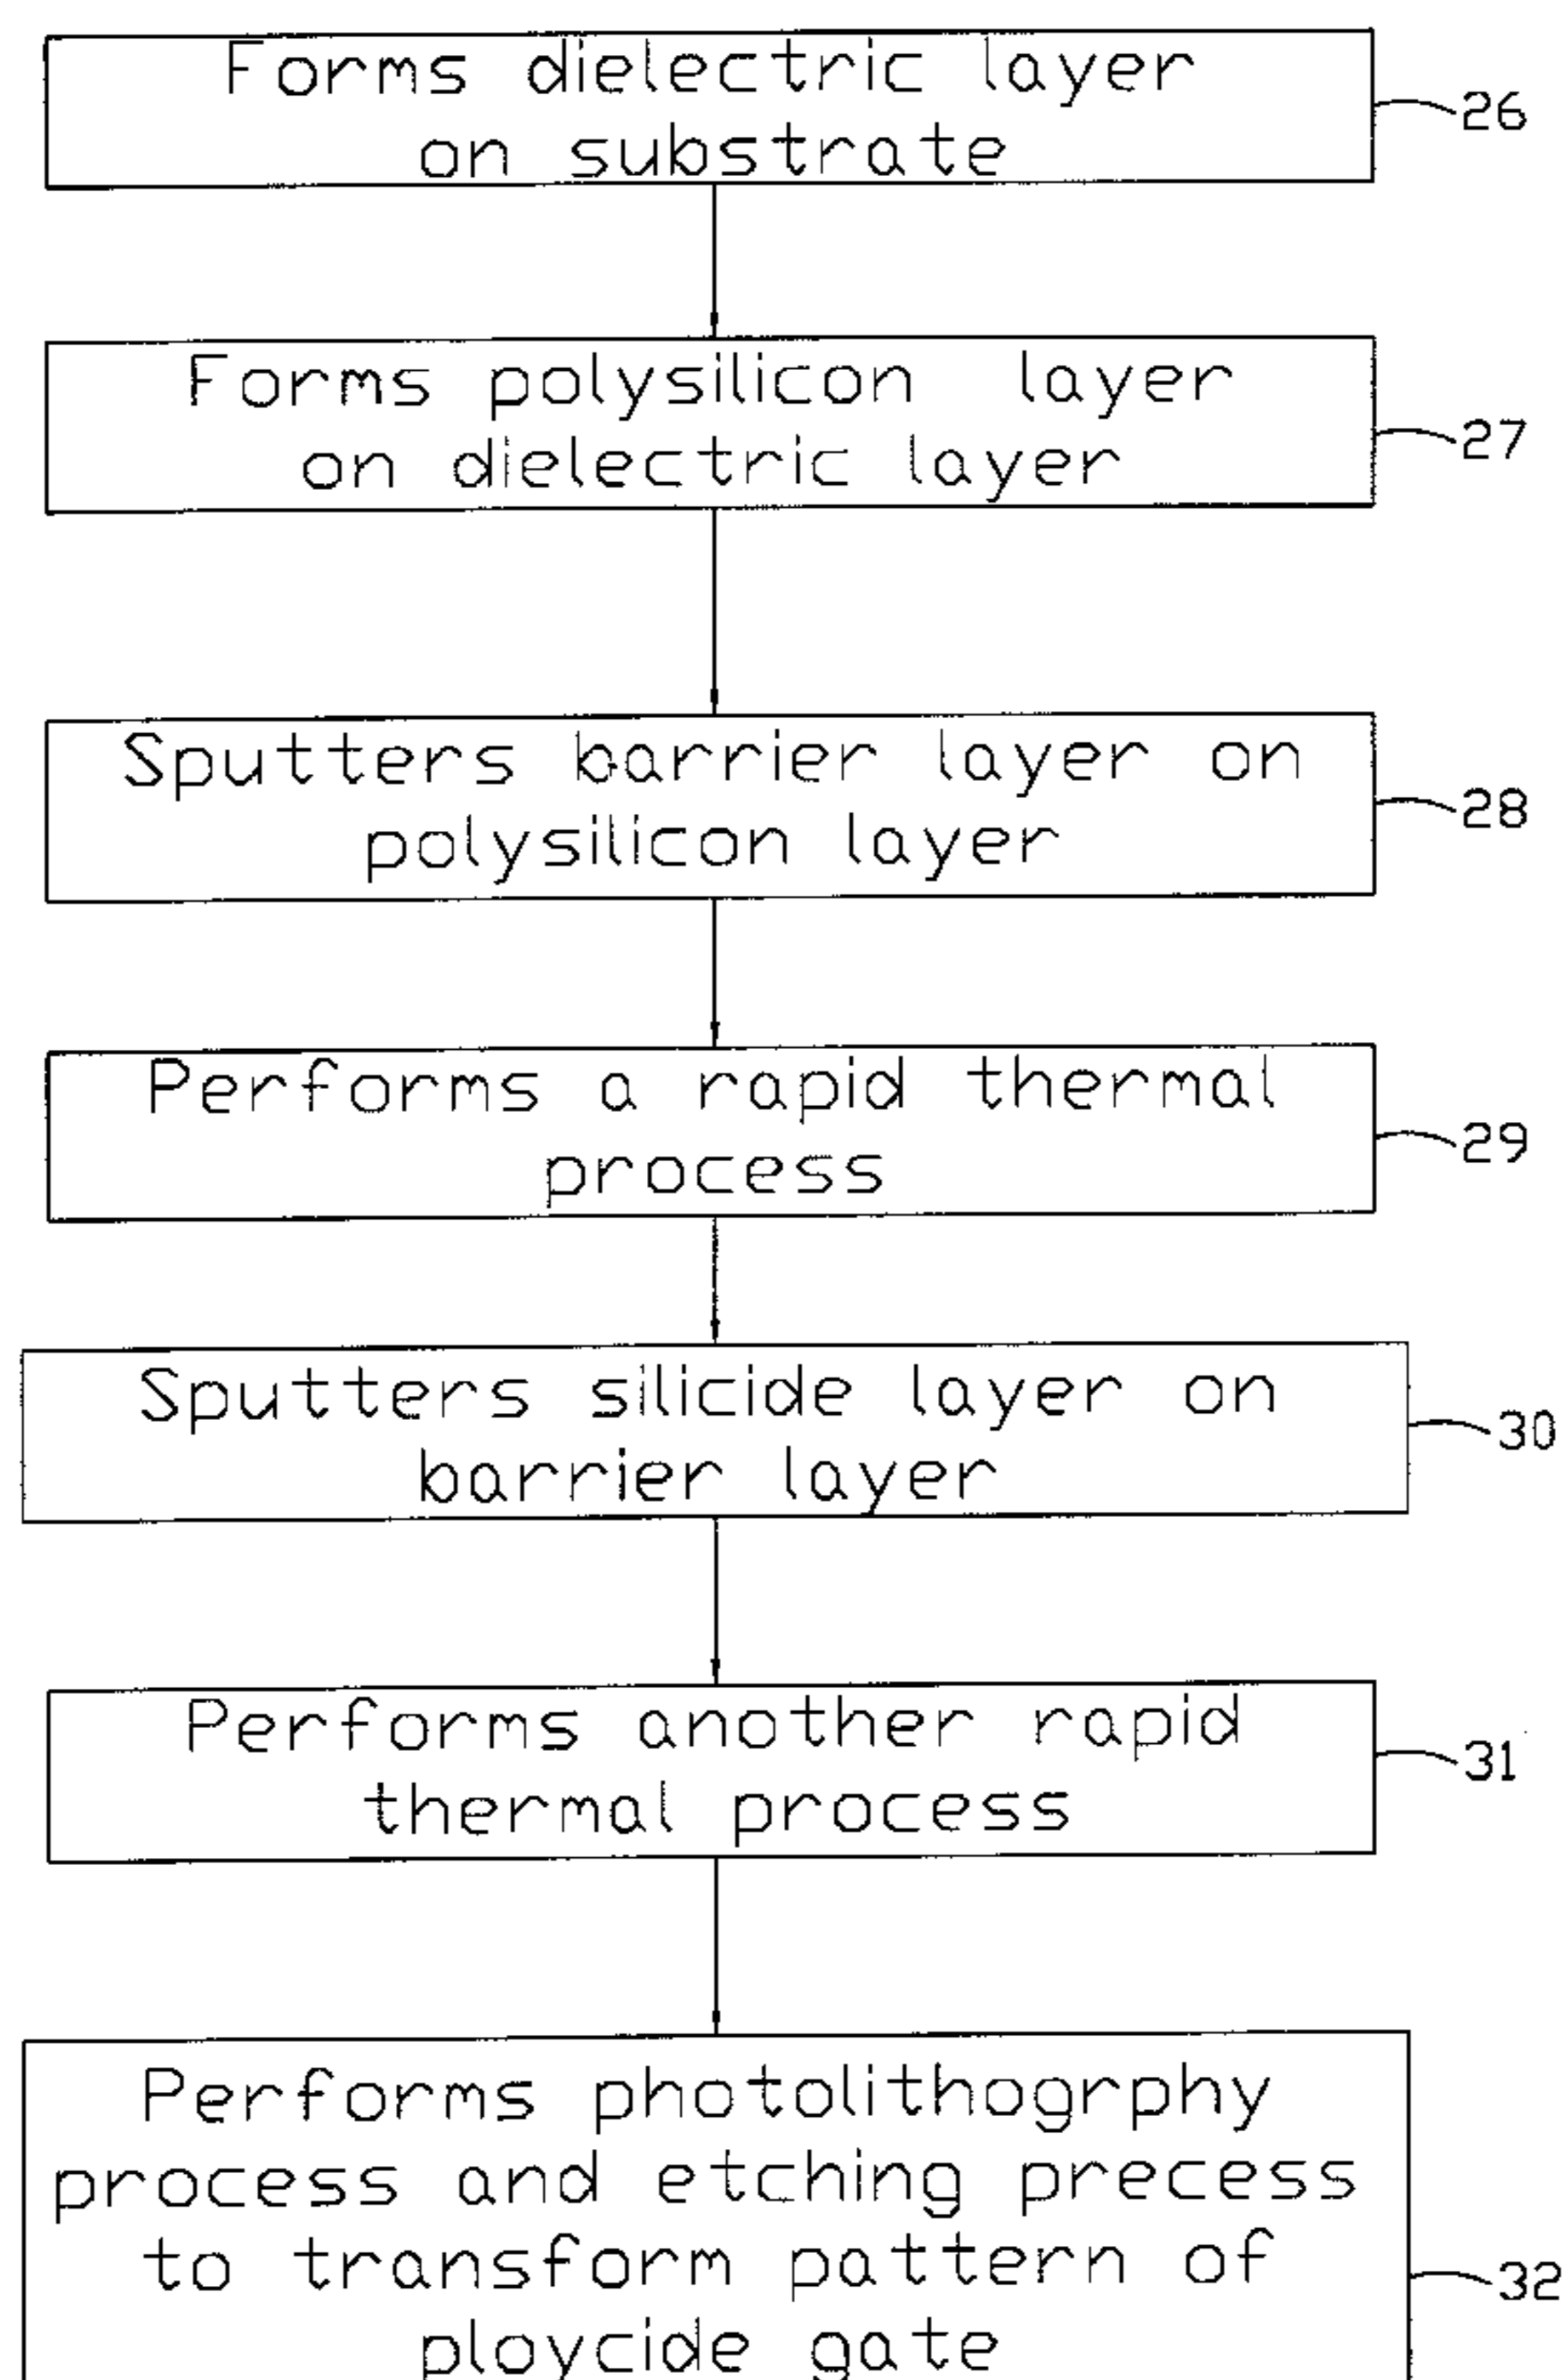 Forms dielectric layer
on substrate
26
Forms polysilicon layer
on dielectric layer
27
Sputters barrier layer on
polysilicon layer
28
Performs a rapid thermal
process
29
Sputters silicide layer on
barrier layer
30
Performs another rapid
thermal process
31
Performs photolithogrphy
process and etching precess
to transform pattern of
ploycide gate
32